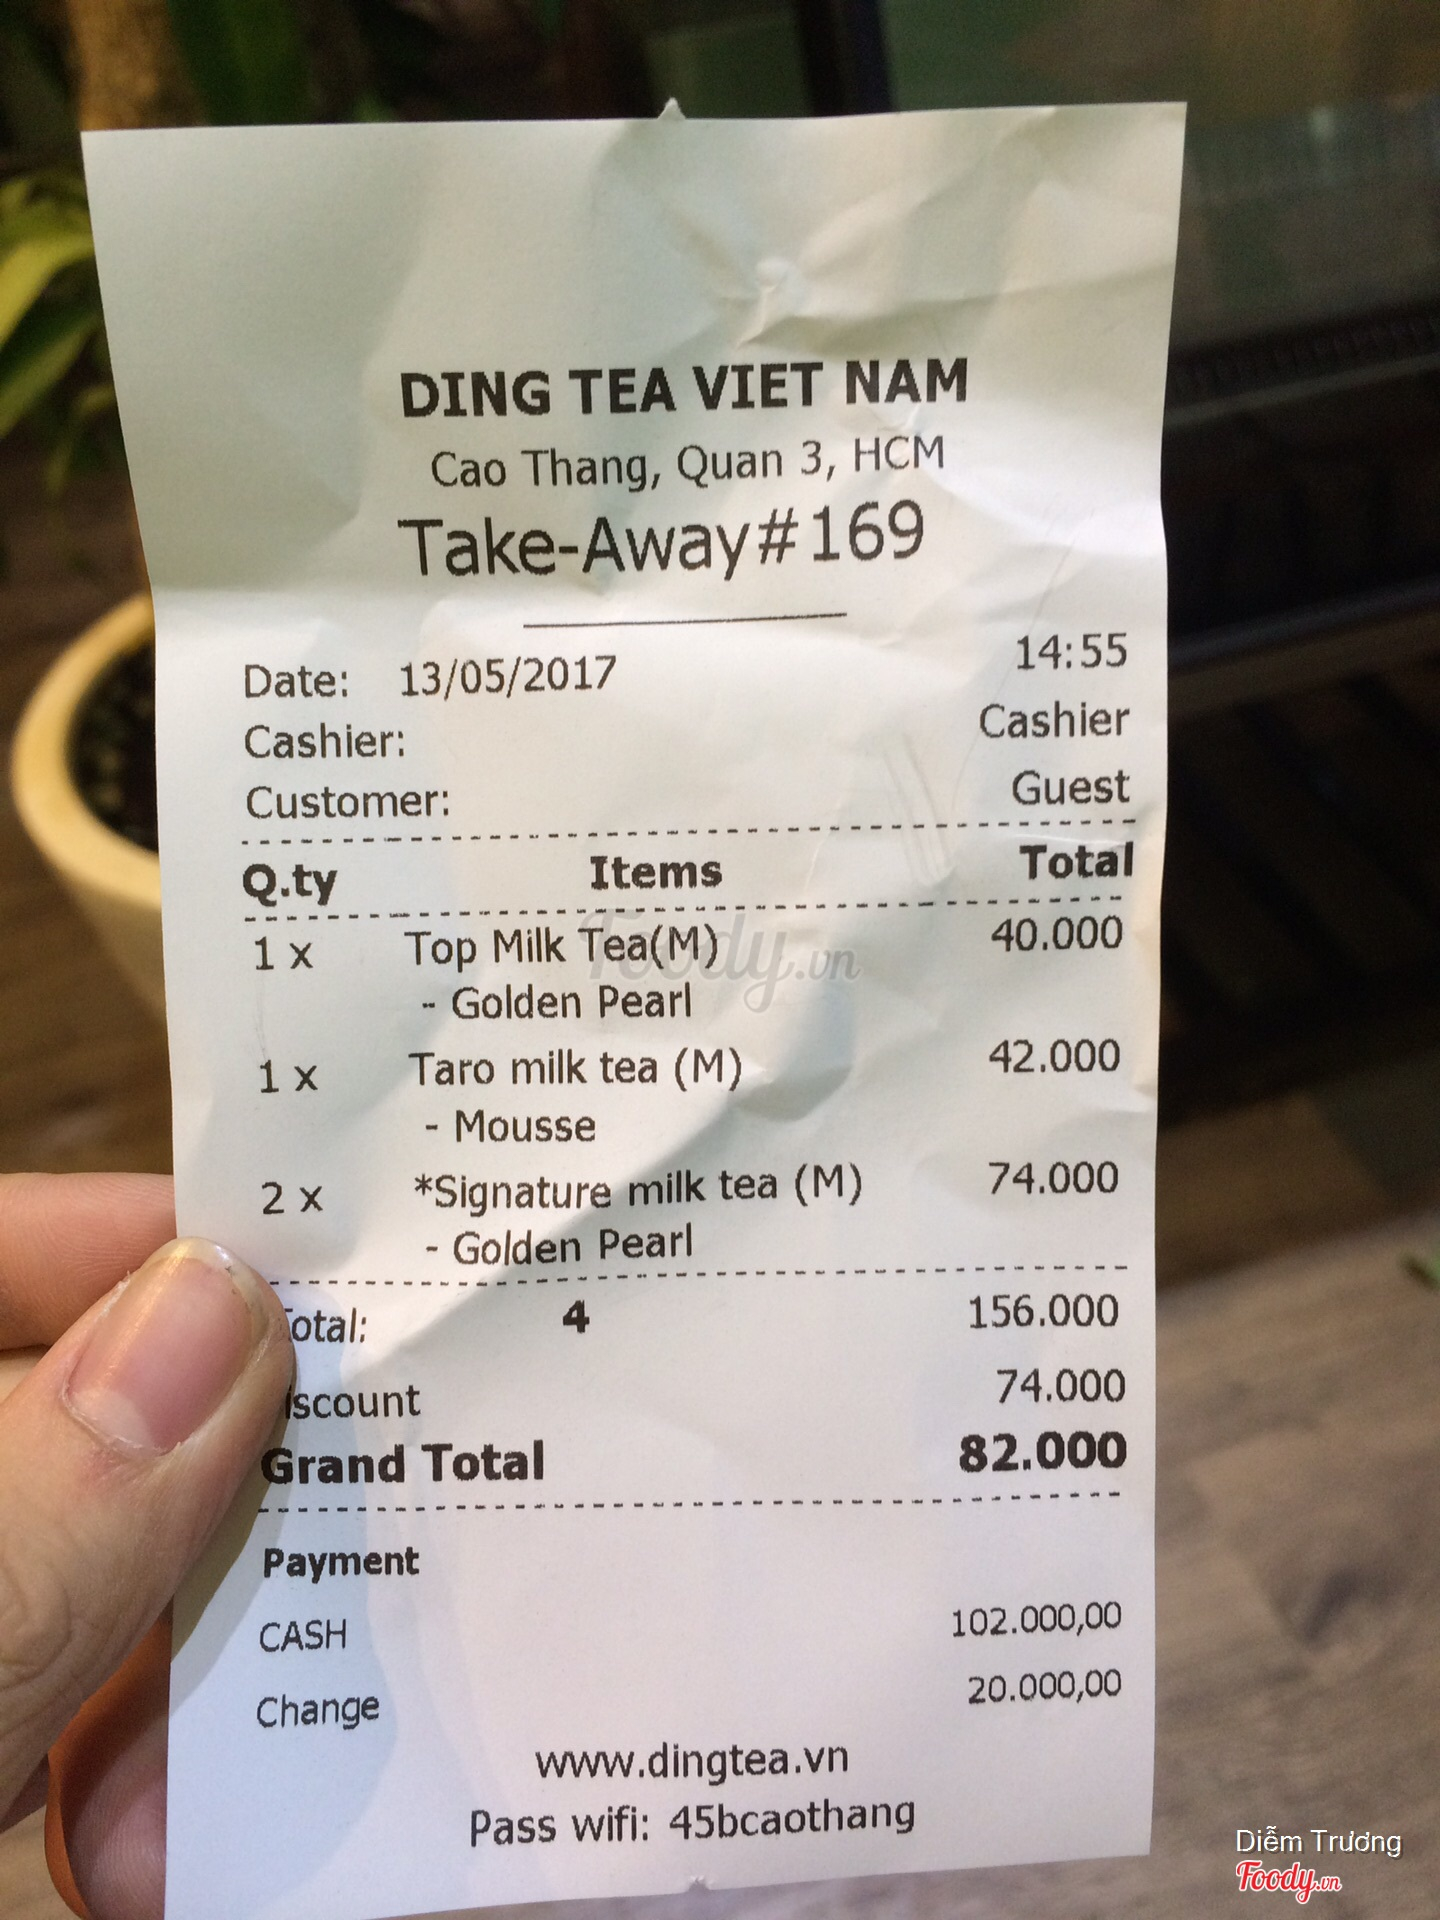 DING TEA VIET NAM
Cao Thang, Quan 3, HCM
Take-Away#169
Date: 13/05/2017 14:55
Cashier: Cashier
Customer: Guest
Q.ty Items Total
1 x Top Milk Tea(M) 40.000
- Golden Pearl
1 x Taro milk tea (M) 42.000
- Mousse
2 x *Signature milk tea (M) 74.000
- Golden Pearl
Total: 4 156.000
iscount 74.000
Grand Total 82.000
Payment
CASH 102.000,00
Change 20.000,00
www.dingtea.vn
Pass wifi: 45bcaothang
Foody.vn
Diễm Trương
Foody.vn